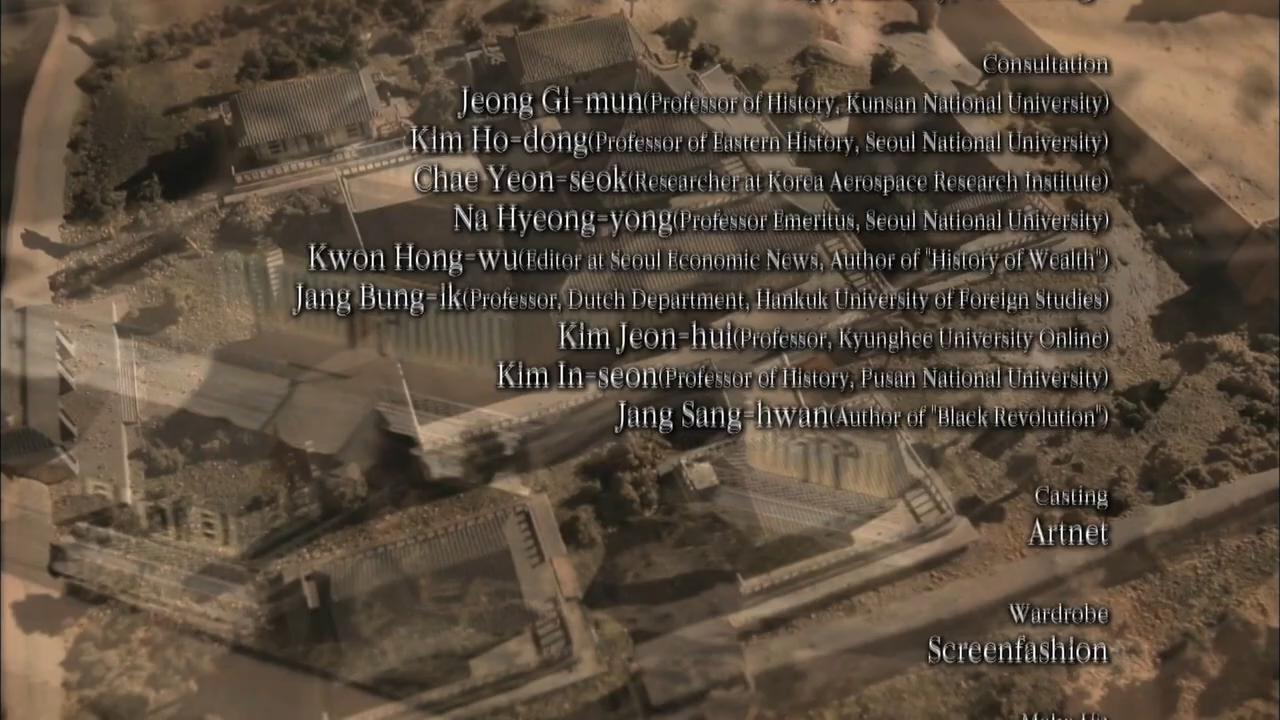 Consultation
Jeong Gi-mun(Professor of History, Kunsan National University)
Kim Ho-dong(Professor of Eastern History, Seoul National University)
Chae Yeon-seok(Researcher at Korea Aerospace Research Institute)
Na Hyeong-yong(Professor Emeritus, Seoul National University)
Kwon Hong-wu(Editor at Seoul Economic News, Author of "History of Wealth")
Jang Bung-ik(Professor, Dutch Department, Hankuk University of Foreign Studies)
Kim Jeon-hui(Professor, Kyunghee University Online)
Kim In-seon(Professor of History, Pusan National University)
Jang Sang-hwan(Author of "Black Revolution")
Casting
Artnet
Wardrobe
Screenfashion